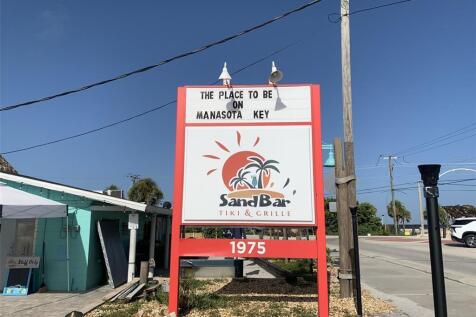 THE PLACE TO BE
ON
MANASOTA KEY
SandBar
TIKI & GRILLE
1975